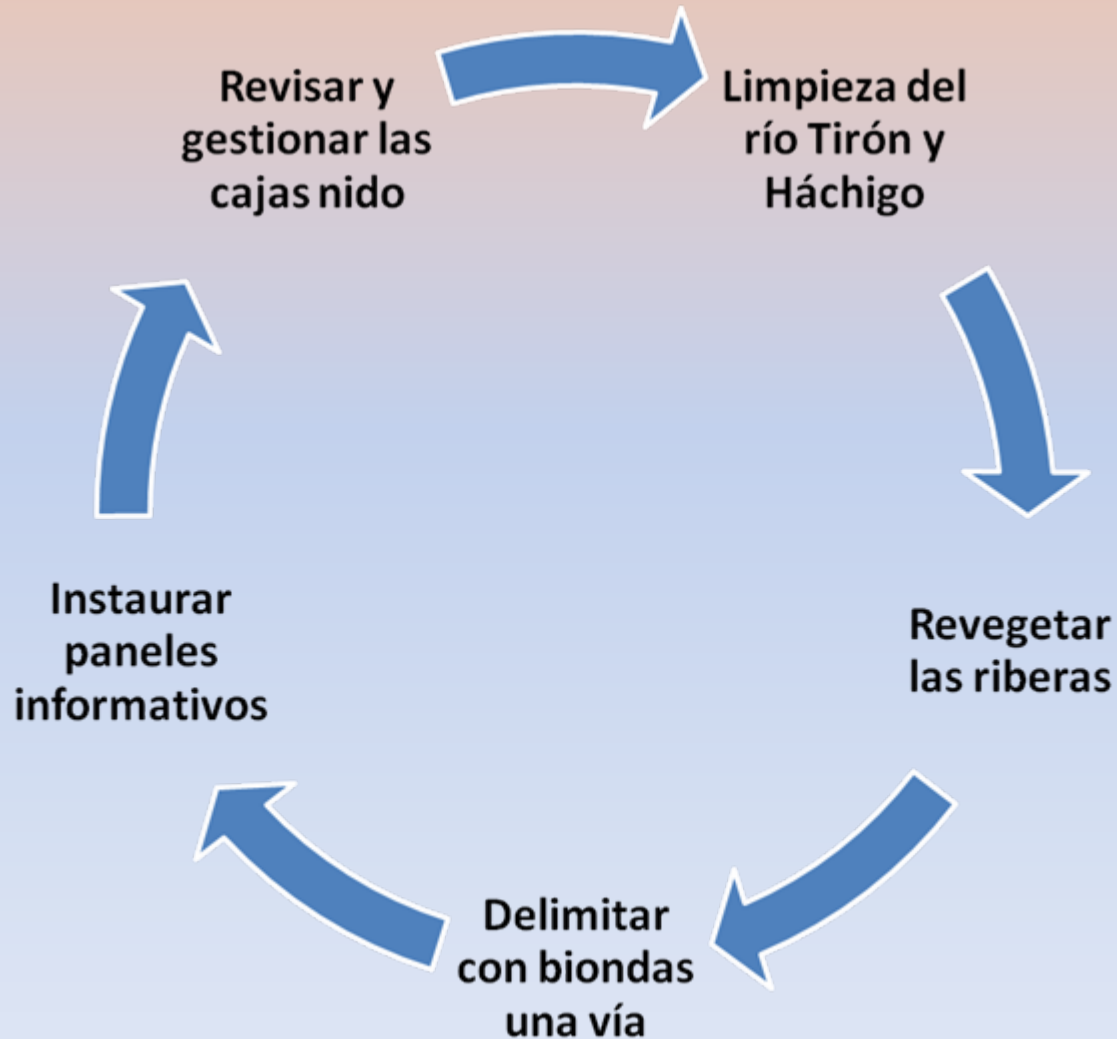 Revisar y
gestionar las
cajas nido
Limpieza del
río Tirón y
Háchigo
Revegetar
las riberas
Delimitar
con biondas
una vía
Instaurar
paneles
informativos